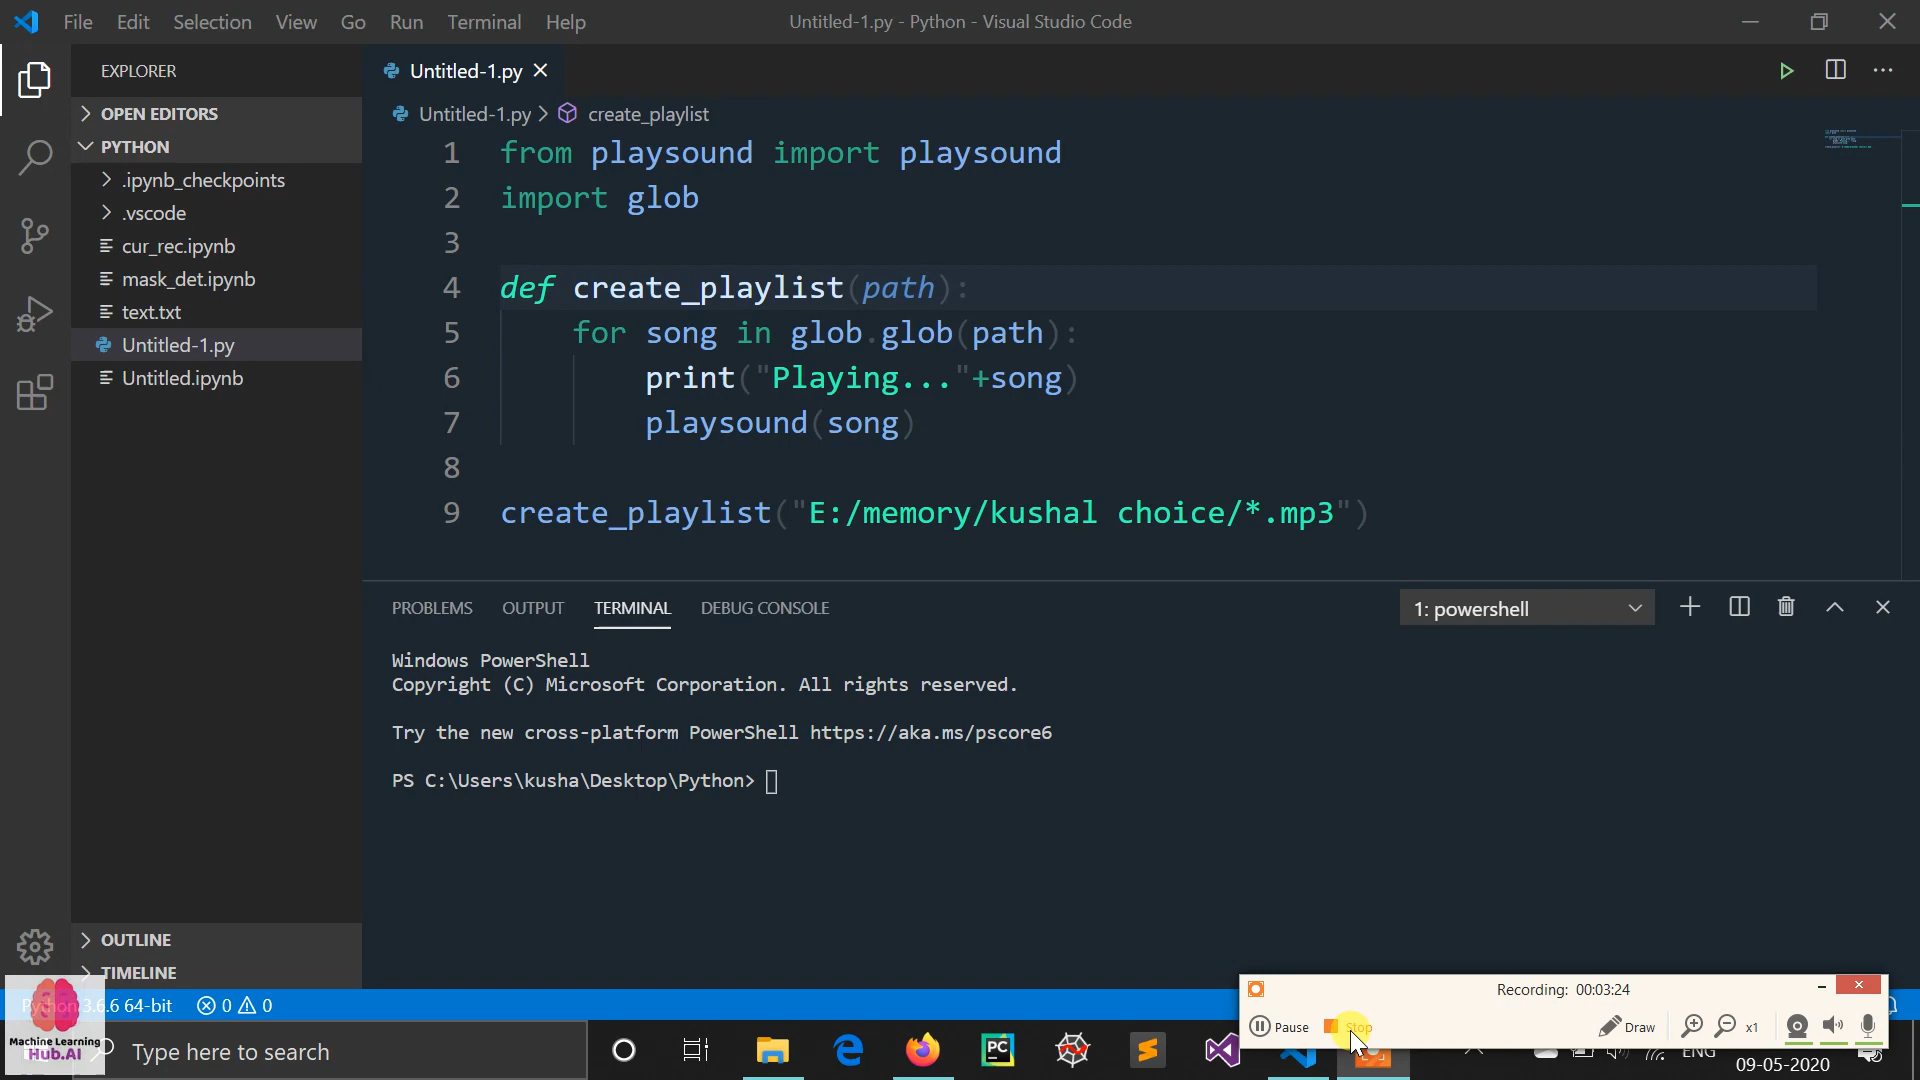 File Edit Selection View Go Run Terminal Help
Untitled-1.py - Python - Visual Studio Code
EXPLORER
OPEN EDITORS
PYTHON
.ipynb_checkpoints
.vscode
cur_rec.ipynb
mask_det.ipynb
text.txt
Untitled-1.py
Untitled.ipynb
OUTLINE
TIMELINE
Untitled-1.py
Untitled-1.py > create_playlist
1 from playsound import playsound
2 import glob
3
4 def create_playlist(path):
5 for song in glob.glob(path):
6 print("Playing..."+song)
7 playsound(song)
8
9 create_playlist("E:/memory/kushal choice/*.mp3")
PROBLEMS OUTPUT TERMINAL DEBUG CONSOLE
1: powershell
Windows PowerShell
Copyright (C) Microsoft Corporation. All rights reserved.
Try the new cross-platform PowerShell https://aka.ms/pscore6
PS C:\Users\kusha\Desktop\Python>
Recording: 00:03:24
Pause Stop Draw x1
Python 3.6.6 64-bit 0 0
Machine Learning
Hub.AI
Type here to search
PC
ENG
09-05-2020